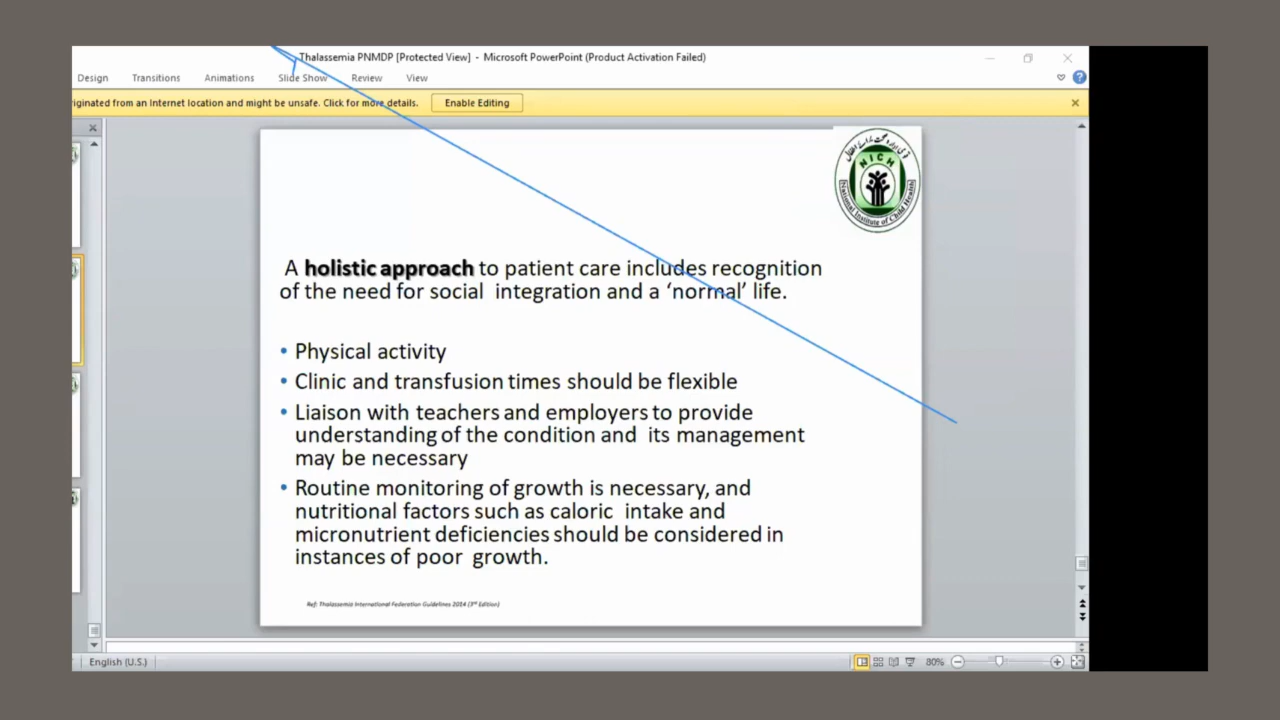 Thalassemia PNMDP [Protected View] - Microsoft PowerPoint (Product Activation Failed)
Design Transitions Animations Slide Show Review View
iginated from an Internet location and might be unsafe. Click for more details. Enable Editing
NICH
National Institute of Child Health
A holistic approach to patient care includes recognition
of the need for social integration and a ‘normal’ life.
• Physical activity
• Clinic and transfusion times should be flexible
• Liaison with teachers and employers to provide
understanding of the condition and its management
may be necessary
• Routine monitoring of growth is necessary, and
nutritional factors such as caloric intake and
micronutrient deficiencies should be considered in
instances of poor growth.
Ref: Thalassemia International Federation Guidelines 2014 (3rd Edition)
English (U.S.) 80%